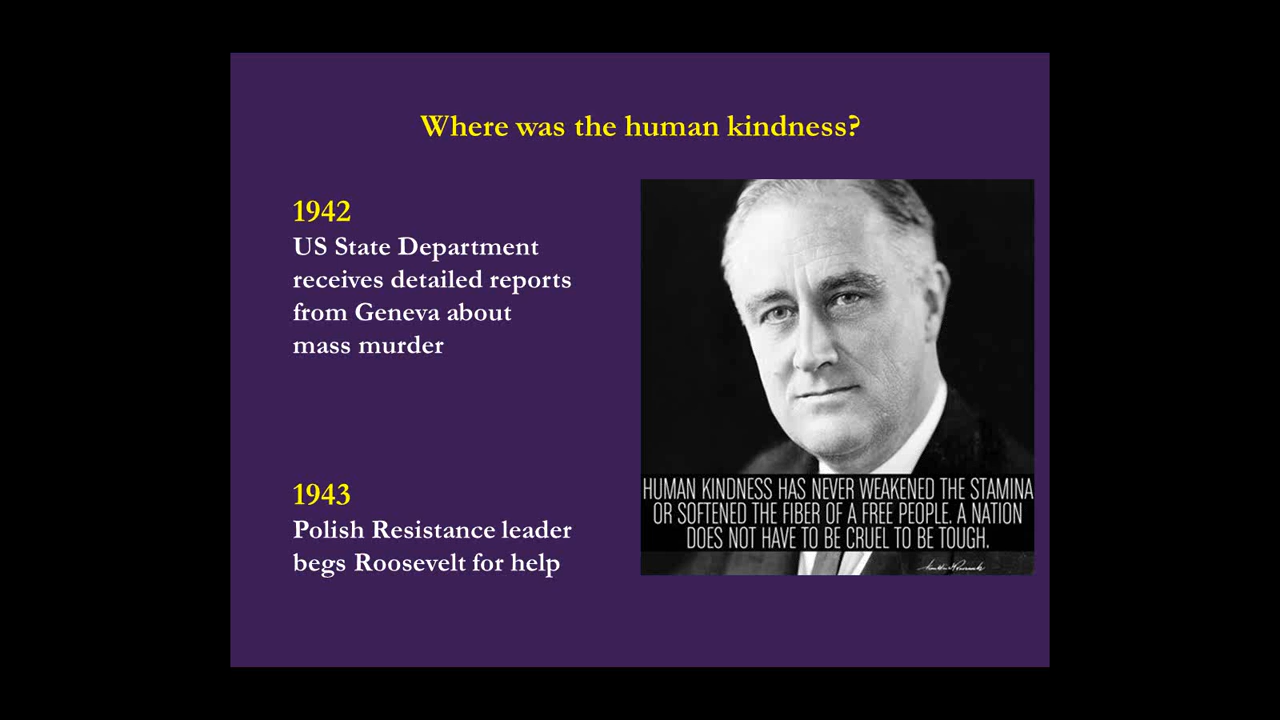 Where was the human kindness?
1942
US State Department
receives detailed reports
from Geneva about
mass murder
1943
Polish Resistance leader
begs Roosevelt for help
HUMAN KINDNESS HAS NEVER WEAKENED THE STAMINA
OR SOFTENED THE FIBER OF A FREE PEOPLE. A NATION
DOES NOT HAVE TO BE CRUEL TO BE TOUGH.